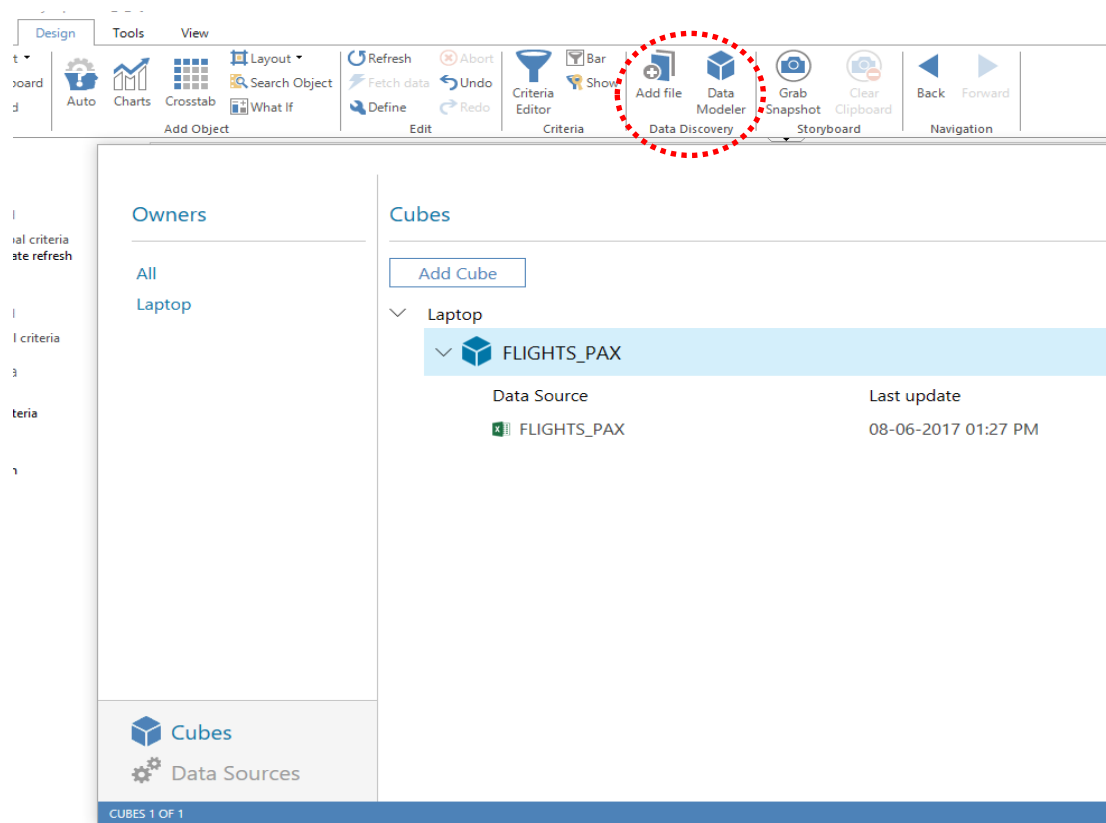 Design Tools View
Layout Refresh Abort Bar
Search Object Fetch data Undo Show
Auto Charts Crosstab What If Define Redo
Criteria Editor
Add file
Data Modeler
Grab Snapshot
Clear Clipboard
Back Forward
Add Object Edit Criteria Data Discovery Storyboard Navigation
criteria
refresh
criteria
Owners
All
Laptop
Cubes
Add Cube
Laptop
FLIGHTS_PAX
Data Source Last update
FLIGHTS_PAX 08-06-2017 01:27 PM
Cubes
Data Sources
CUBES 1 OF 1